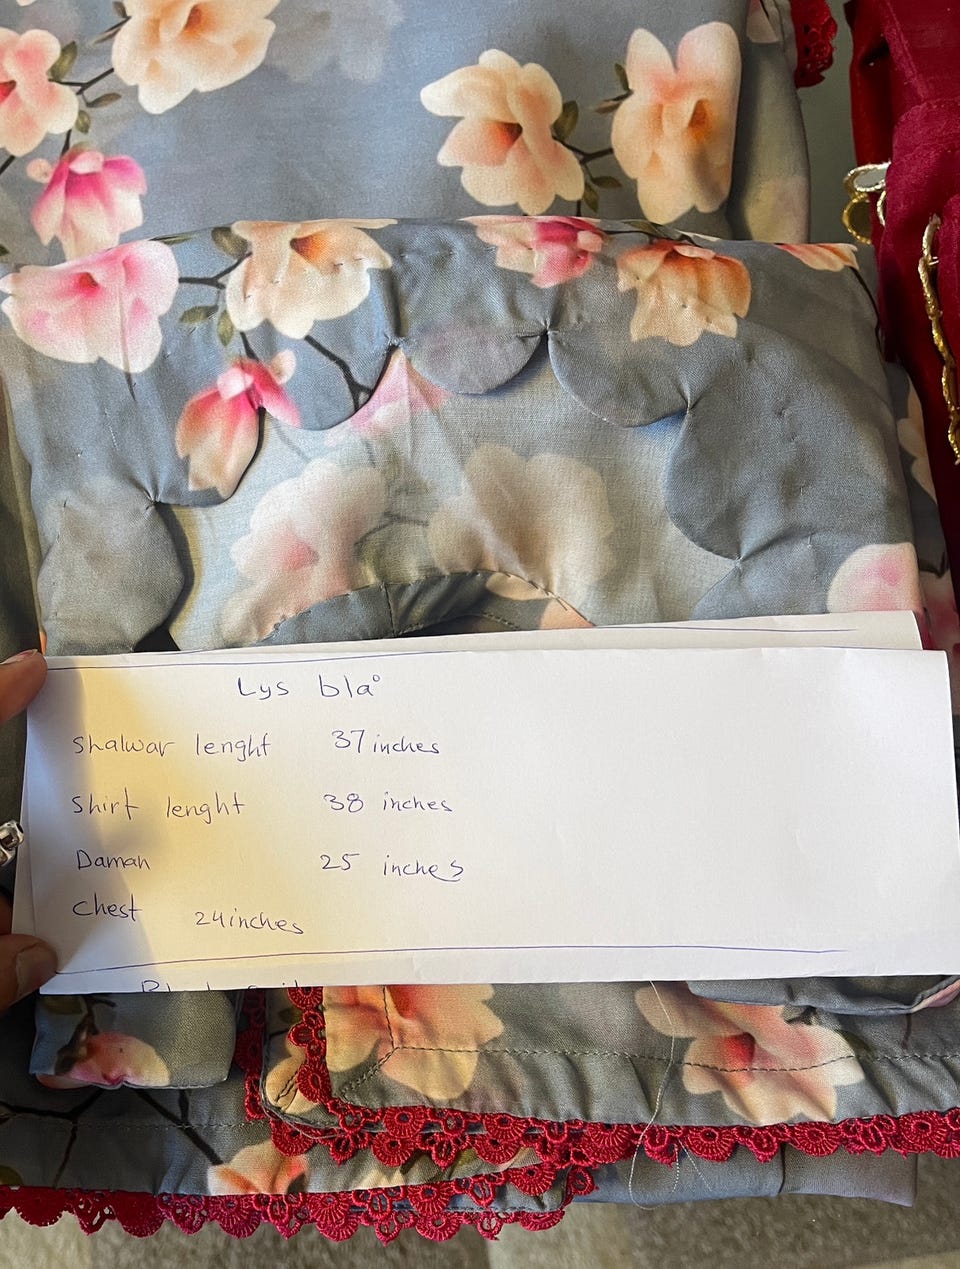 Lys blå
Shalwar lenght 37 inches
Shirt lenght 38 inches
Daman 25 inches
Chest 24 inches